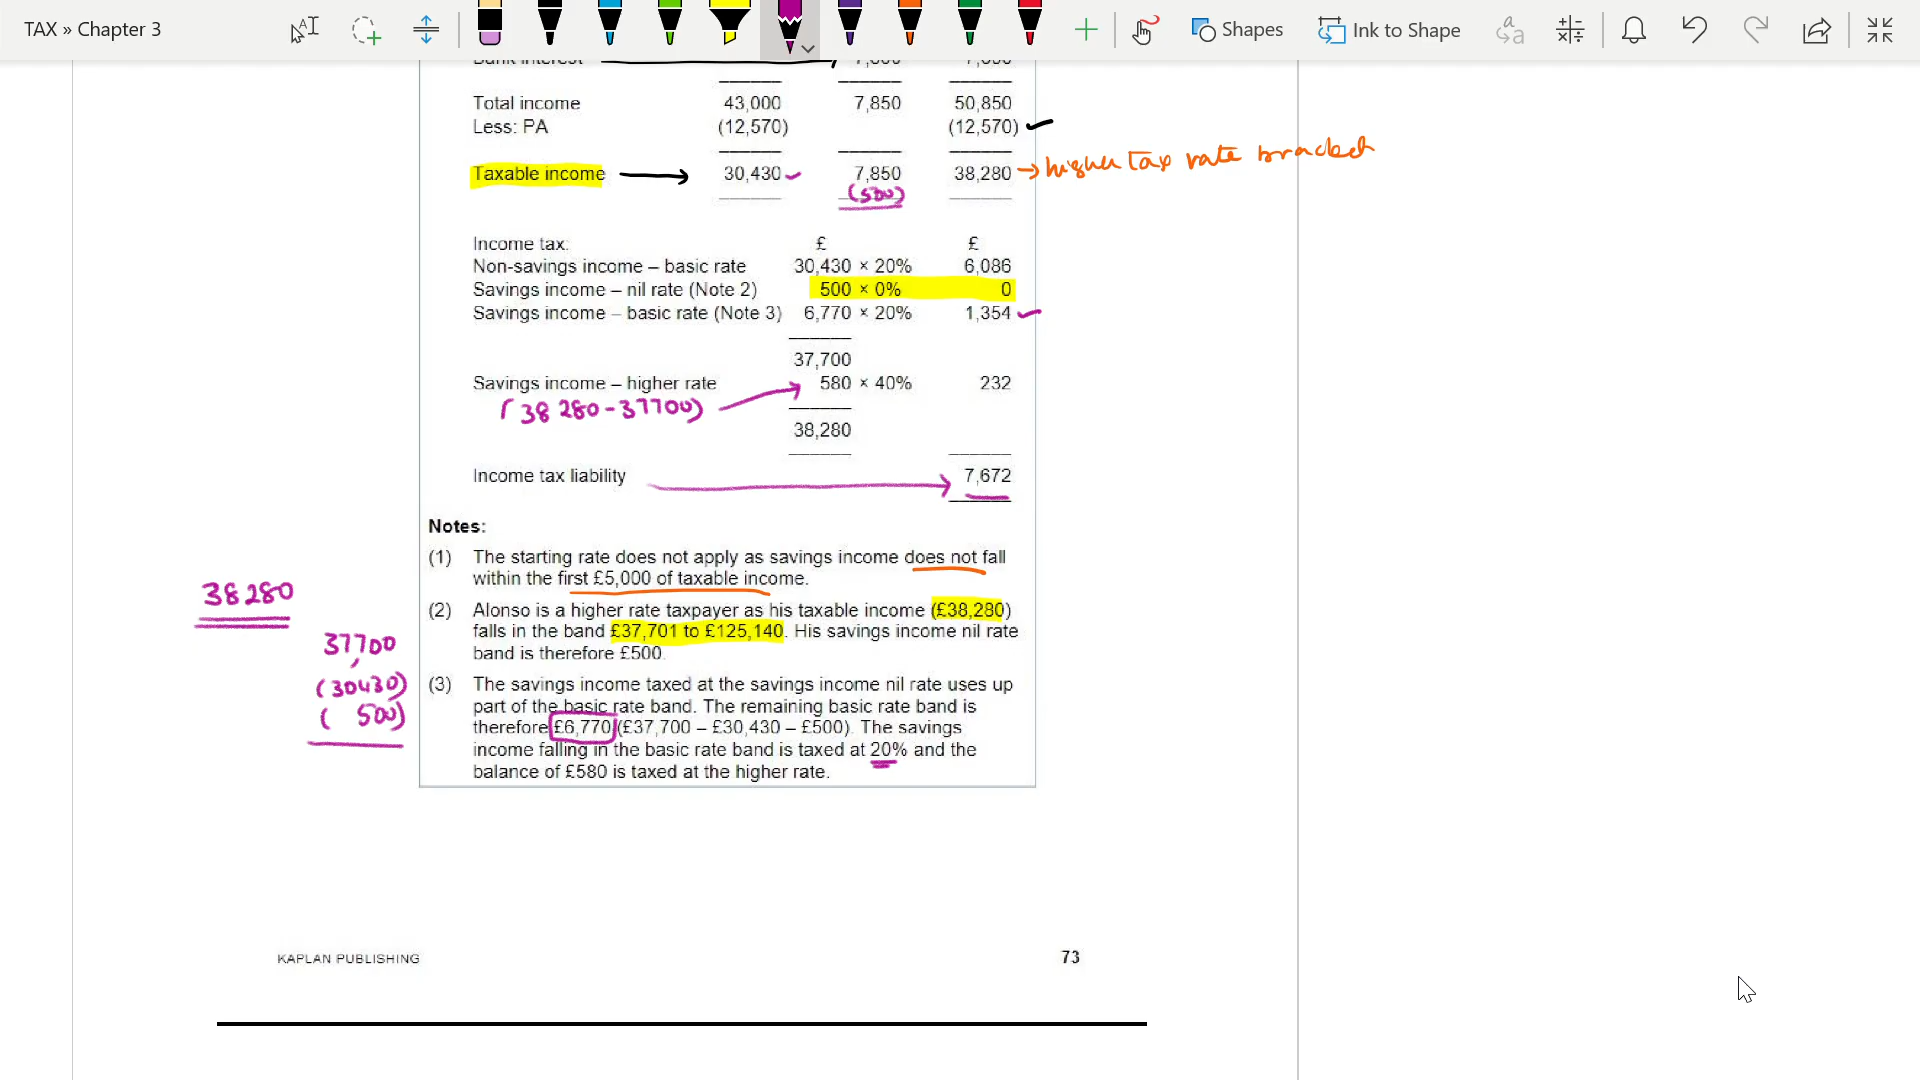 TAX » Chapter 3
Shapes
Ink to Shape
Total income 43,000 7,850 50,850
Less: PA (12,570) (12,570)
Taxable income 30,430 7,850 38,280 → higher tax rate bracket
(500)
Income tax: £ £
Non-savings income – basic rate 30,430 × 20% 6,086
Savings income – nil rate (Note 2) 500 × 0% 0
Savings income – basic rate (Note 3) 6,770 × 20% 1,354
37,700
Savings income – higher rate 580 × 40% 232
(38 280-37700)
38,280
Income tax liability 7,672
Notes:
(1) The starting rate does not apply as savings income does not fall
within the first £5,000 of taxable income.
(2) Alonso is a higher rate taxpayer as his taxable income (£38,280)
falls in the band £37,701 to £125,140. His savings income nil rate
band is therefore £500.
(3) The savings income taxed at the savings income nil rate uses up
part of the basic rate band. The remaining basic rate band is
therefore £6,770 (£37,700 – £30,430 – £500). The savings
income falling in the basic rate band is taxed at 20% and the
balance of £580 is taxed at the higher rate.
38280
37700
(30430)
( 500)
KAPLAN PUBLISHING 73